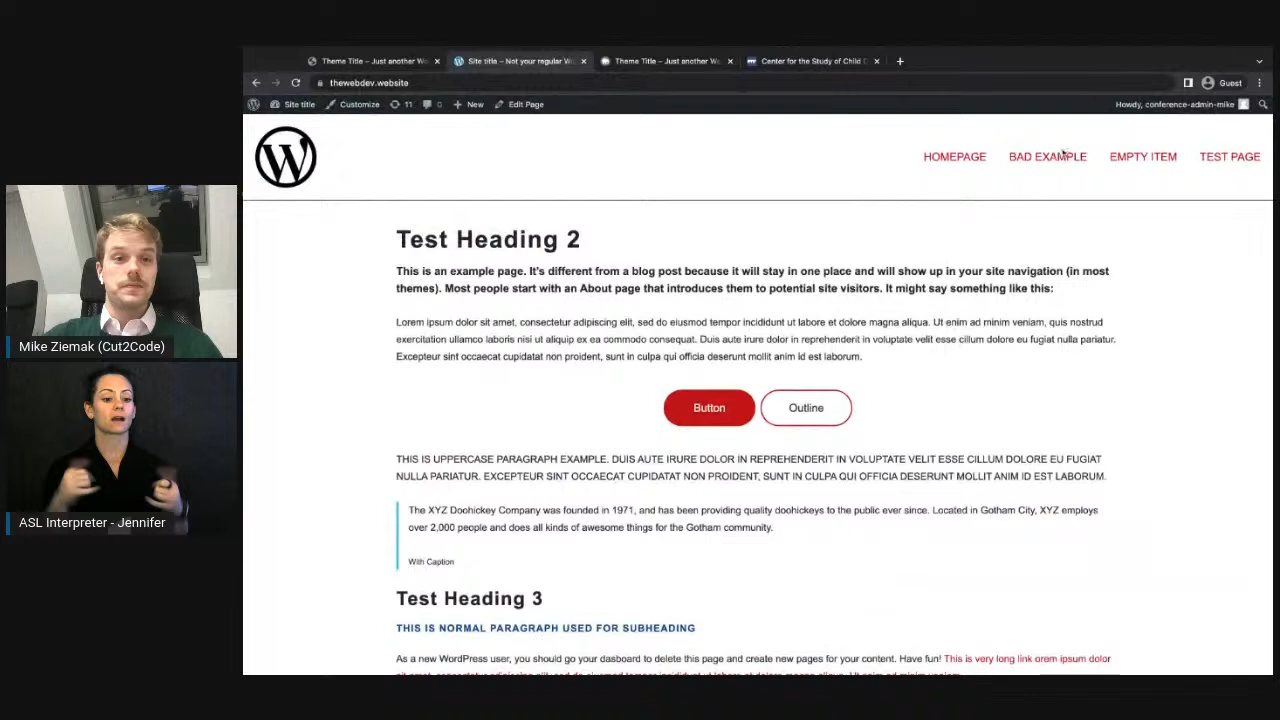 Theme Title – Just another Wo
Site title – Not your regular W
Theme Title – Just another Wo
Center for the Study of Child D
thewebdev.website
Guest
Site title
Customize
11
0
New
Edit Page
Howdy, conference-admin-mike
HOMEPAGE
BAD EXAMPLE
EMPTY ITEM
TEST PAGE
Test Heading 2
This is an example page. It's different from a blog post because it will stay in one place and will show up in your site navigation (in most
themes). Most people start with an About page that introduces them to potential site visitors. It might say something like this:
Lorem ipsum dolor sit amet, consectetur adipiscing elit, sed do eiusmod tempor incididunt ut labore et dolore magna aliqua. Ut enim ad minim veniam, quis nostrud
exercitation ullamco laboris nisi ut aliquip ex ea commodo consequat. Duis aute irure dolor in reprehenderit in voluptate velit esse cillum dolore eu fugiat nulla pariatur.
Excepteur sint occaecat cupidatat non proident, sunt in culpa qui officia deserunt mollit anim id est laborum.
Button
Outline
THIS IS UPPERCASE PARAGRAPH EXAMPLE. DUIS AUTE IRURE DOLOR IN REPREHENDERIT IN VOLUPTATE VELIT ESSE CILLUM DOLORE EU FUGIAT
NULLA PARIATUR. EXCEPTEUR SINT OCCAECAT CUPIDATAT NON PROIDENT, SUNT IN CULPA QUI OFFICIA DESERUNT MOLLIT ANIM ID EST LABORUM.
The XYZ Doohickey Company was founded in 1971, and has been providing quality doohickeys to the public ever since. Located in Gotham City, XYZ employs
over 2,000 people and does all kinds of awesome things for the Gotham community.
With Caption
Test Heading 3
THIS IS NORMAL PARAGRAPH USED FOR SUBHEADING
As a new WordPress user, you should go your dasboard to delete this page and create new pages for your content. Have fun! This is very long link orem ipsum dolor
Mike Ziemak (Cut2Code)
ASL Interpreter - Jennifer